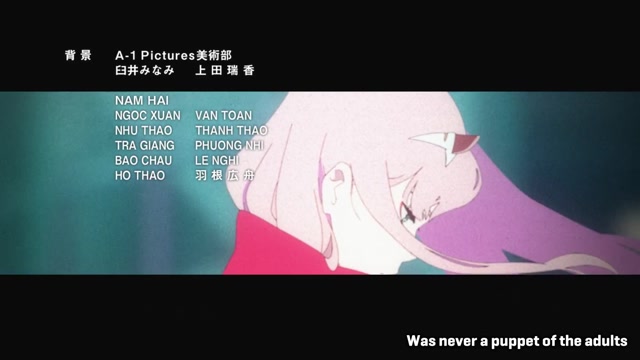 背景 A-1 Pictures美術部
臼井みなみ 上田瑞香
NAM HAI
NGOC XUAN VAN TOAN
NHU THAO THANH THAO
TRA GIANG PHUONG NHI
BAO CHAU LE NGHI
HO THAO 羽根広舟
Was never a puppet of the adults